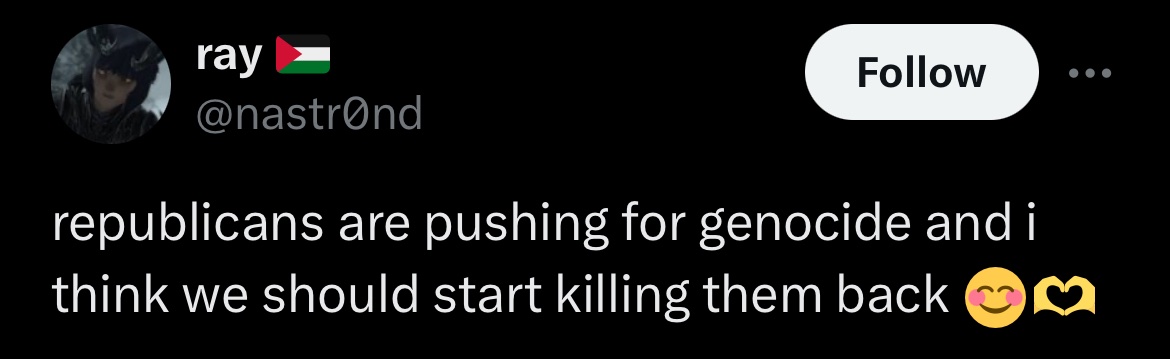 ray 🇵🇸
@nastr0nd
Follow
republicans are pushing for genocide and i
think we should start killing them back 😊🫶